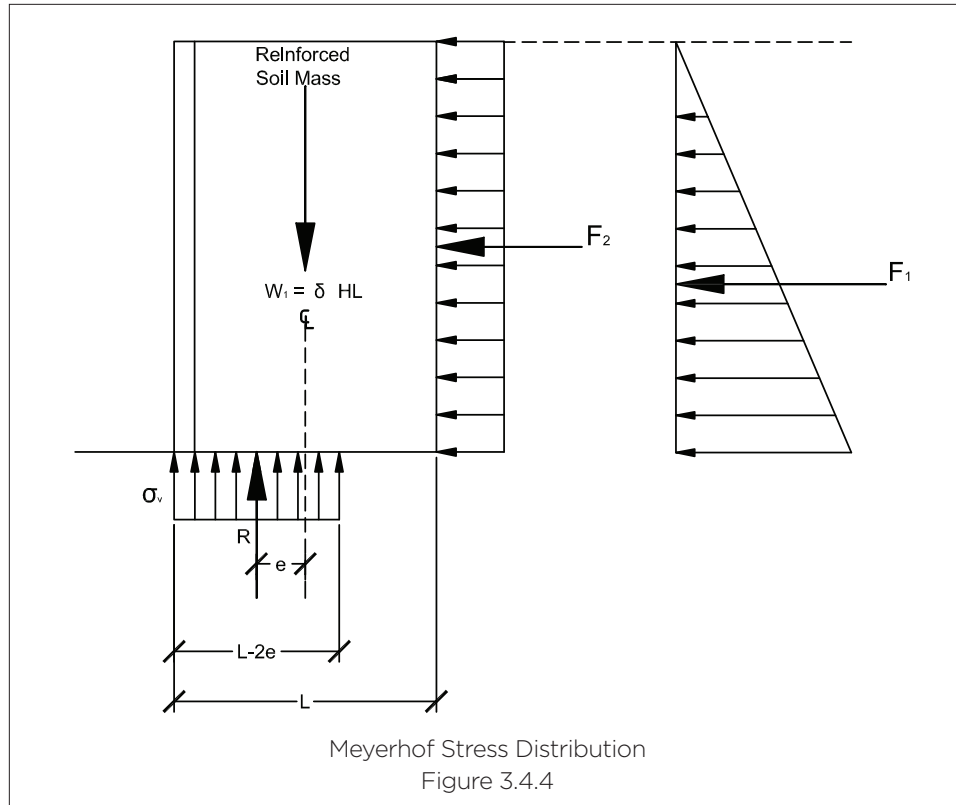 Reinforced
Soil Mass
F₂
F₁
W₁ = δ HL
℄
σᵥ
R
e
L-2e
L
Meyerhof Stress Distribution
Figure 3.4.4